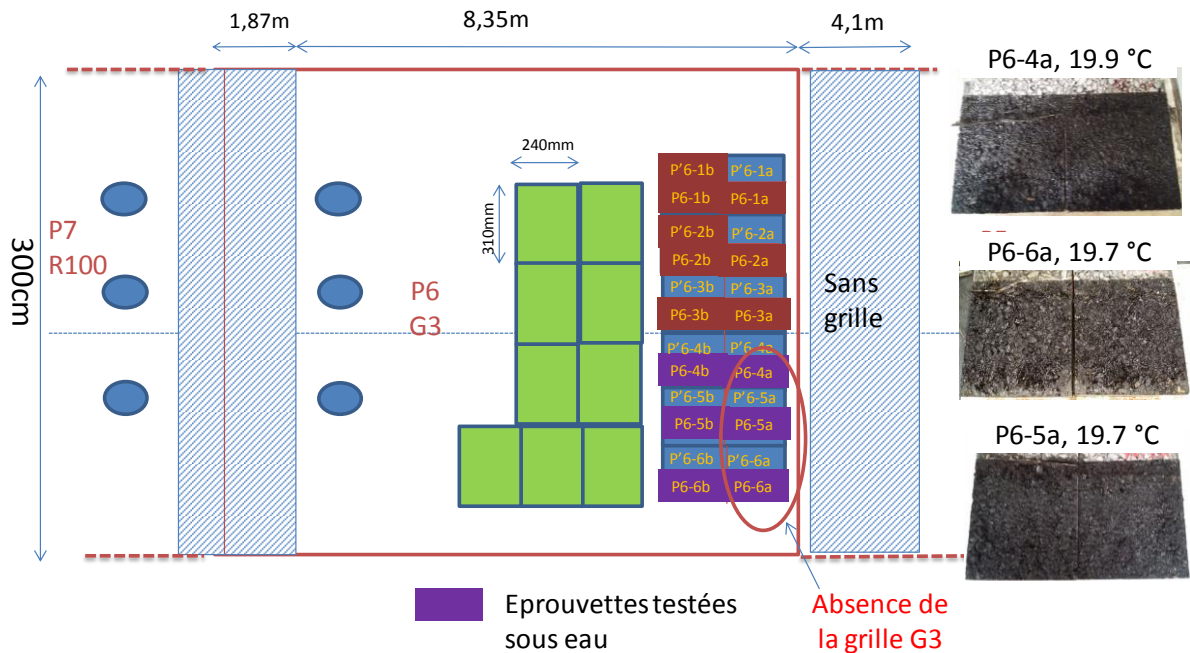 1,87m
8,35m
4,1m
P6-4a, 19.9 °C
300cm
P7
R100
P6
G3
240mm
310mm
P'6-1b P'6-1a
P6-1b P6-1a
P'6-2b P'6-2a
P6-2b P6-2a
P'6-3b P'6-3a
P6-3b P6-3a
P'6-4b P'6-4a
P6-4b P6-4a
P'6-5b P'6-5a
P6-5b P6-5a
P'6-6b P'6-6a
P6-6b P6-6a
Sans
grille
P6-6a, 19.7 °C
P6-5a, 19.7 °C
Eprouvettes testées
sous eau
Absence de
la grille G3